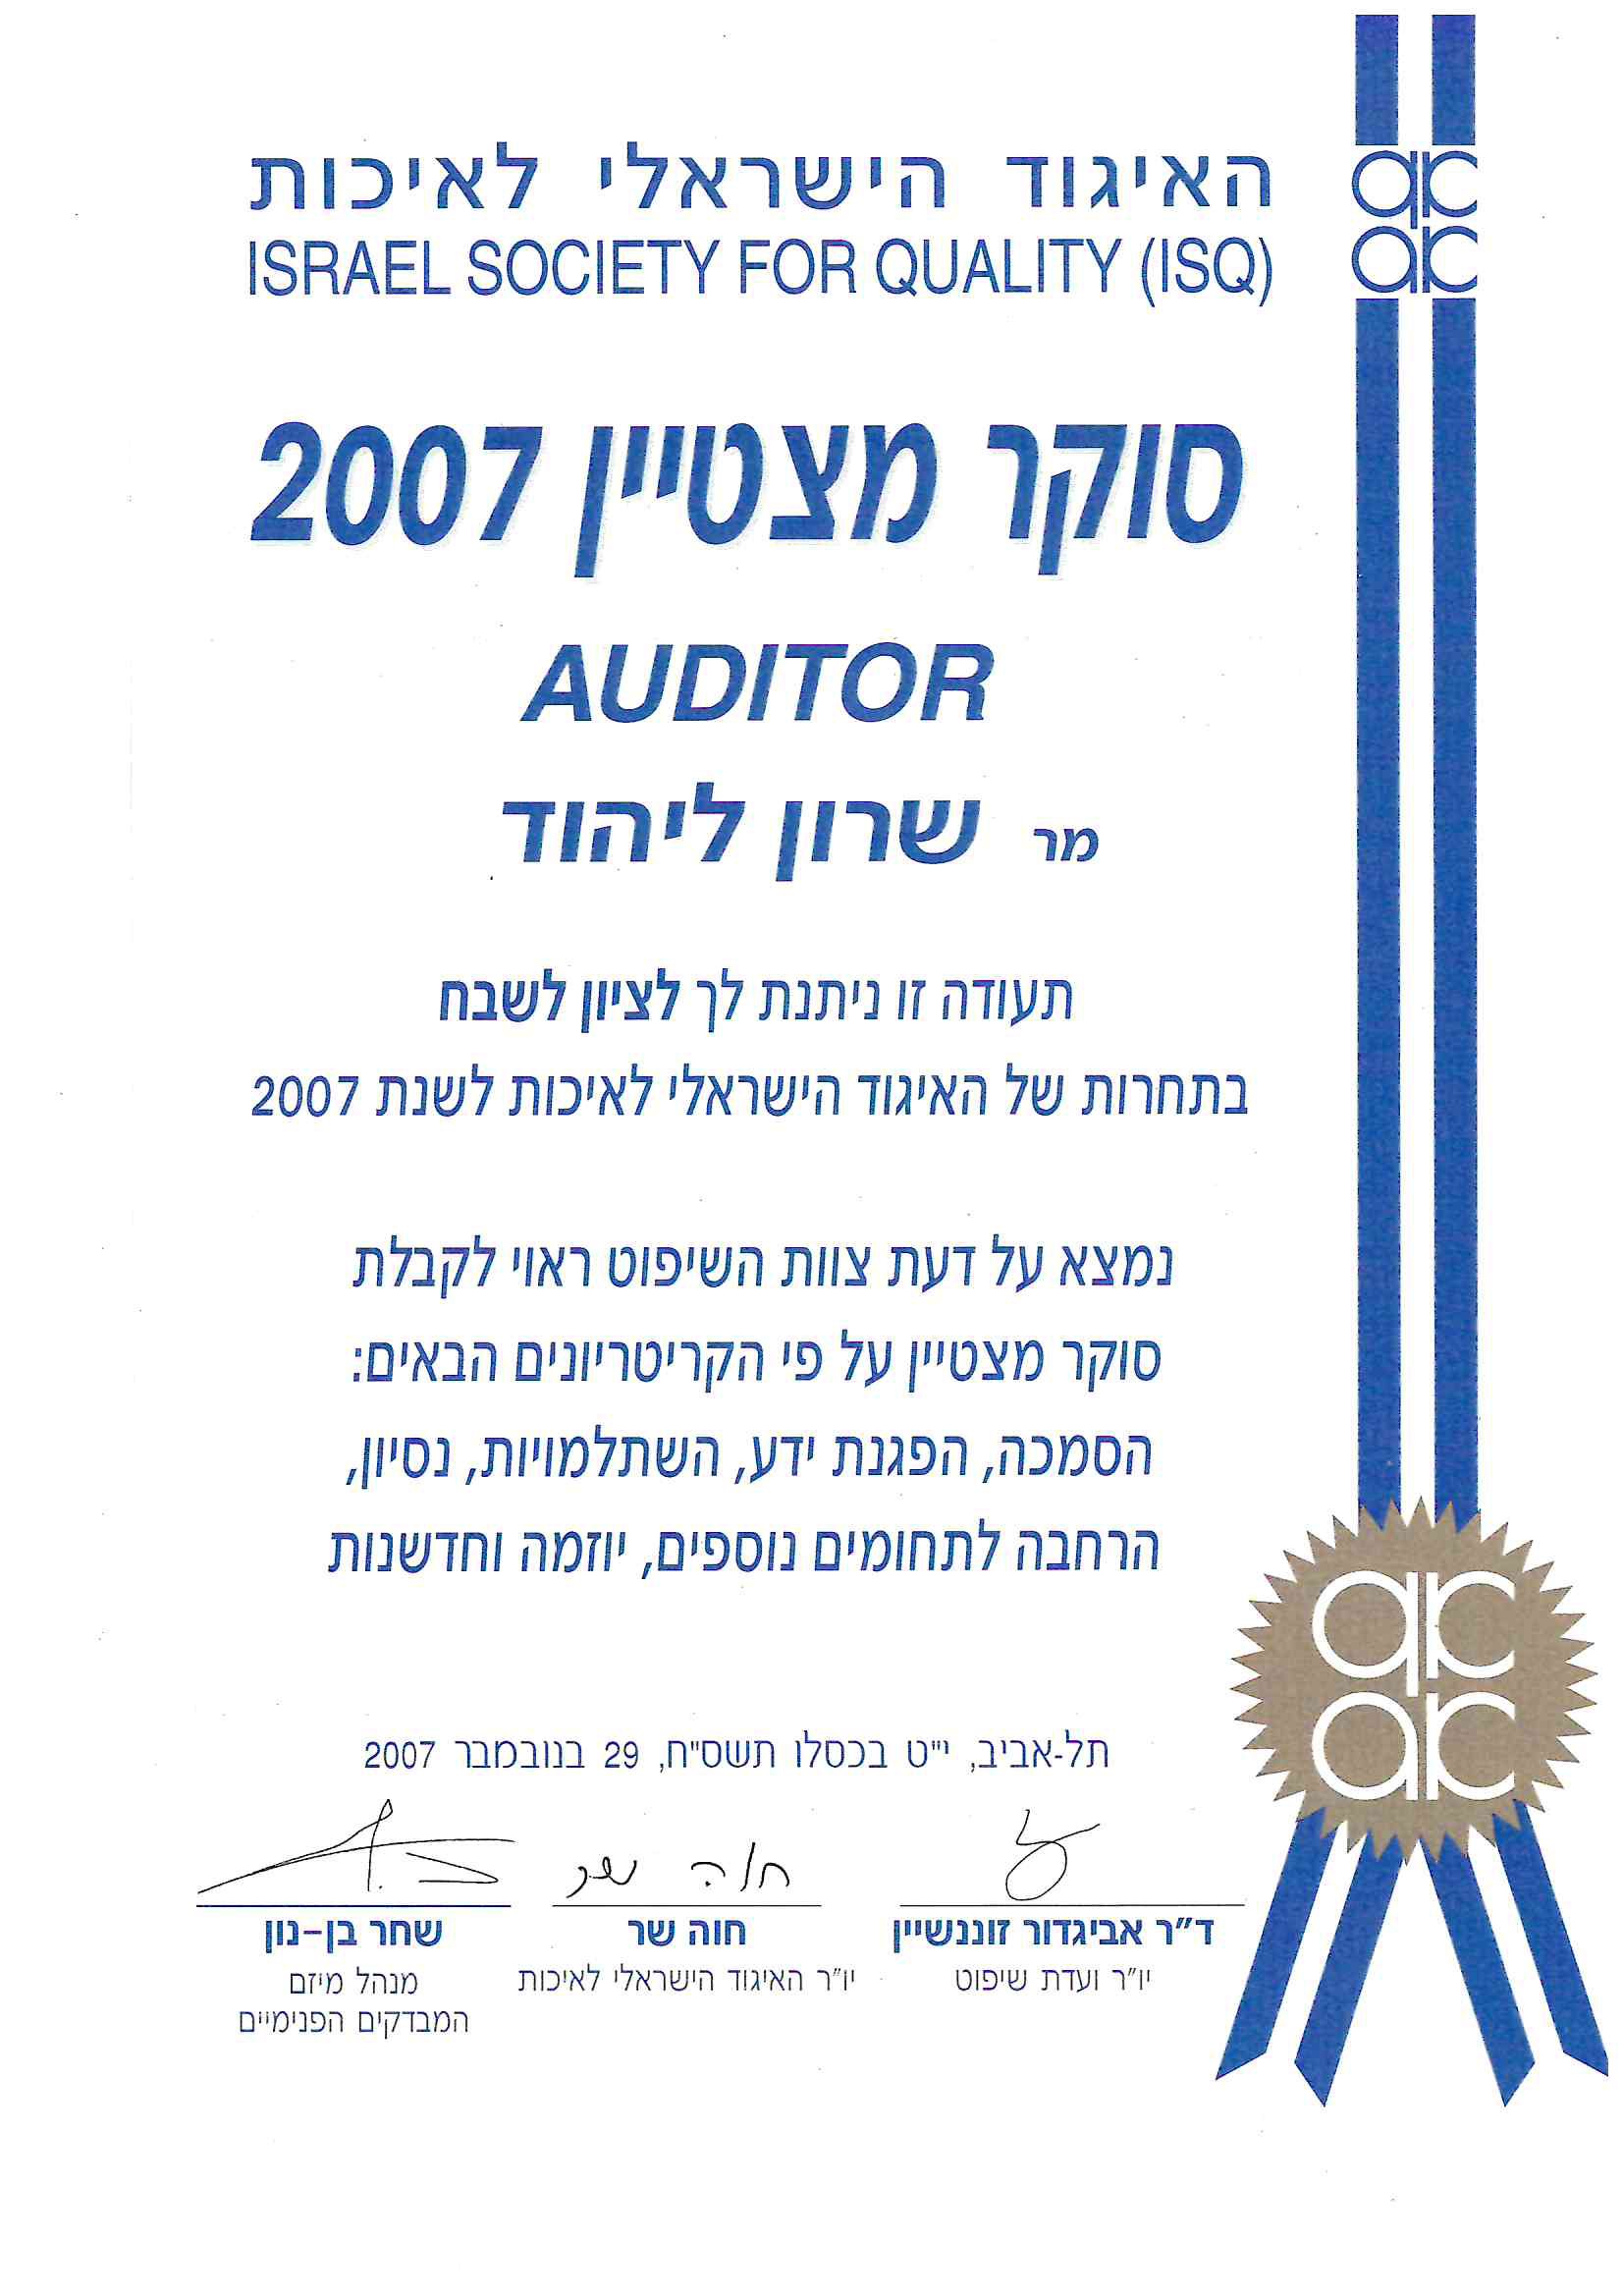 האיגוד הישראלי לאיכות
ISRAEL SOCIETY FOR QUALITY (ISQ)
סוקר מצטיין 2007
AUDITOR
מר שרון ליהוד
תעודה זו ניתנת לך לציון לשבח
בתחרות של האיגוד הישראלי לאיכות לשנת 2007
נמצא על דעת צוות השיפוט ראוי לקבלת
סוקר מצטיין על פי הקריטריונים הבאים:
הסמכה, הפגנת ידע, השתלמויות, נסיון,
הרחבה לתחומים נוספים, יוזמה וחדשנות
תל-אביב, י"ט בכסלו תשס"ח, 29 בנובמבר 2007
חוה שר
ד"ר אביגדור זוננשיין
יו"ר ועדת שיפוט
חוה שר
יו"ר האיגוד הישראלי לאיכות
שחר בן-נון
מנהל מיזם
המבדקים הפנימיים